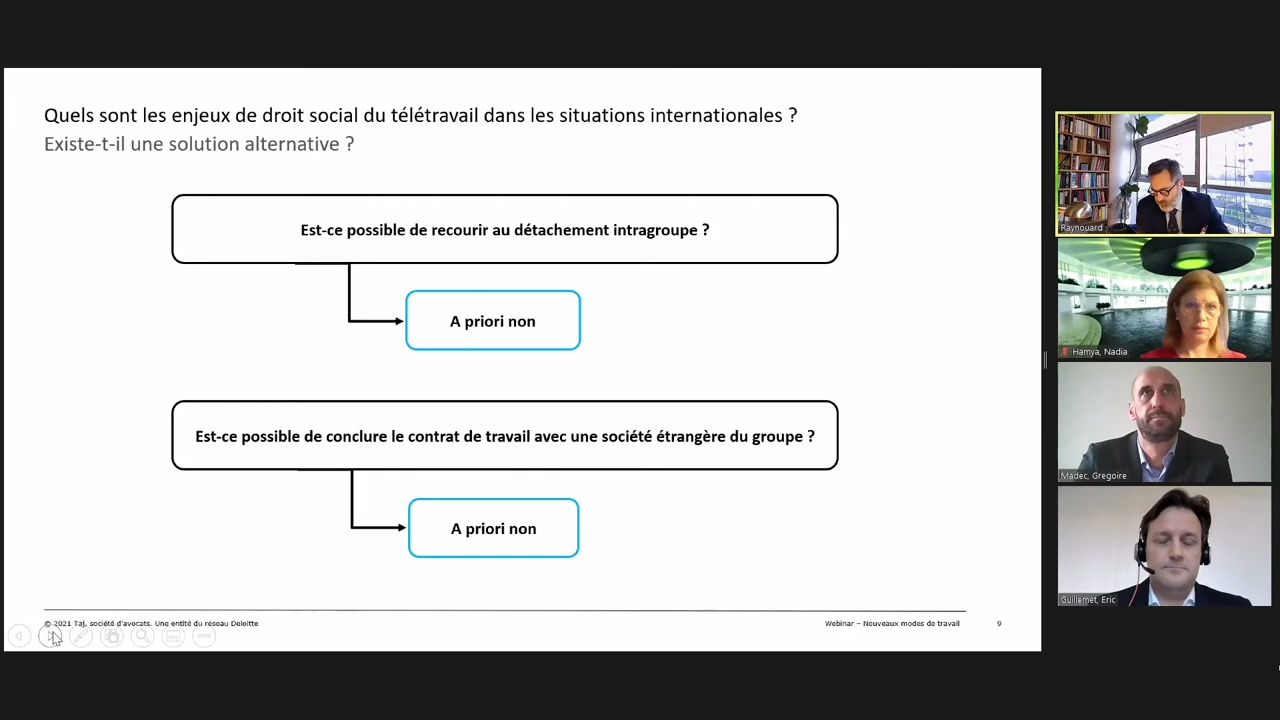 Quels sont les enjeux de droit social du télétravail dans les situations internationales ?
Existe-t-il une solution alternative ?
Est-ce possible de recourir au détachement intragroupe ?
A priori non
Est-ce possible de conclure le contrat de travail avec une société étrangère du groupe ?
A priori non
© 2021 Taj, société d'avocats. Une entité du réseau Deloitte
Webinar – Nouveaux modes de travail
9
Raynouard
Hamya, Nadia
Madec, Gregoire
Guillemet, Eric